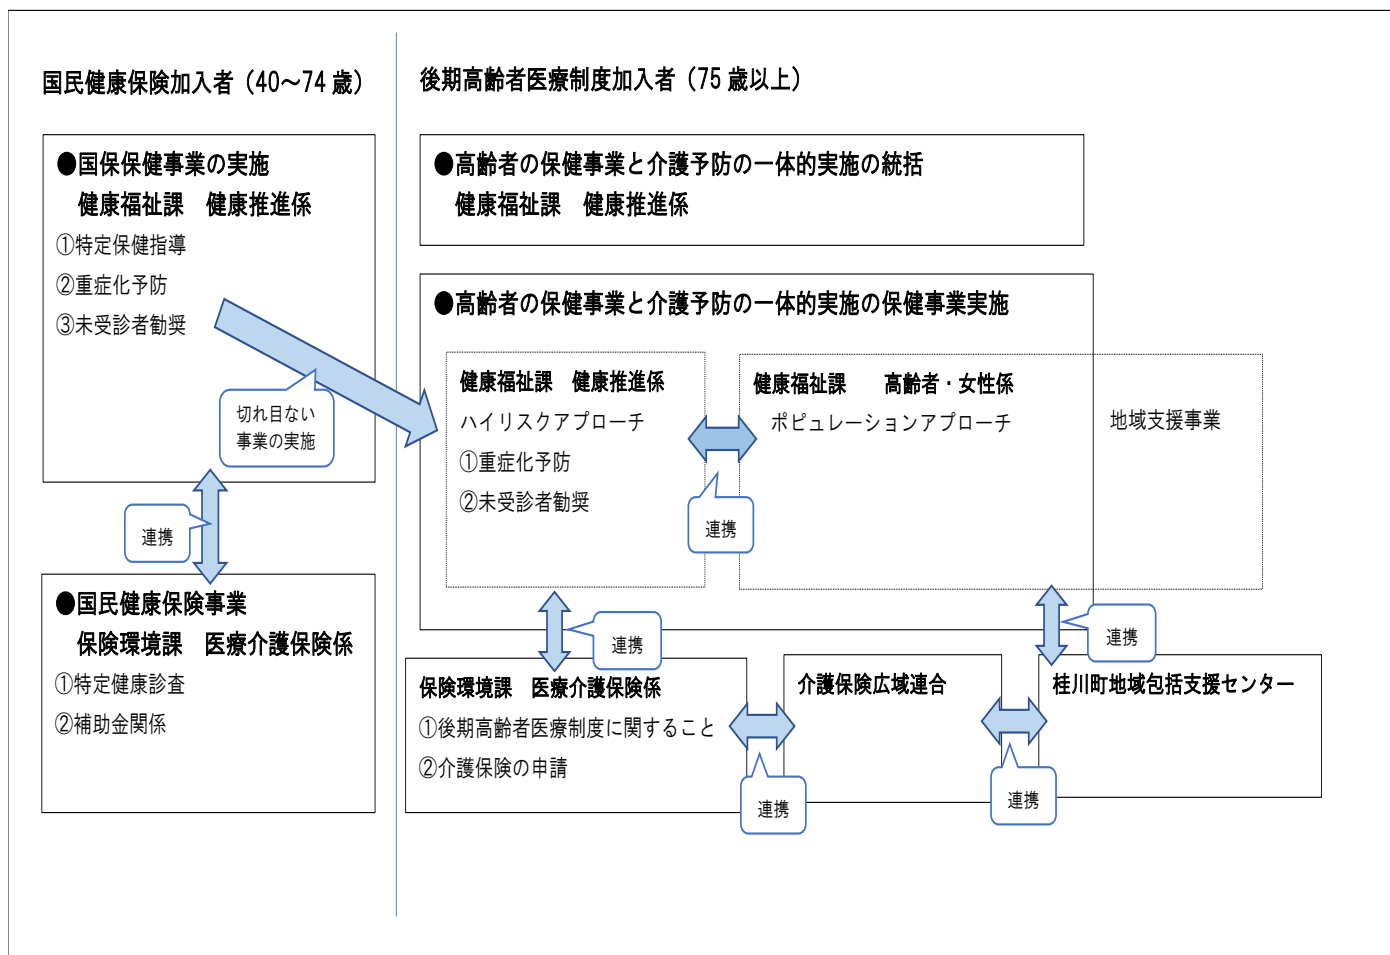 国民健康保険加入者（40～74 歳）
●国保保健事業の実施
健康福祉課　健康推進係
①特定保健指導
②重症化予防
③未受診者勧奨
切れ目ない
事業の実施
連携
●国民健康保険事業
保険環境課　医療介護保険係
①特定健康診査
②補助金関係
後期高齢者医療制度加入者（75 歳以上）
●高齢者の保健事業と介護予防の一体的実施の統括
健康福祉課　健康推進係
●高齢者の保健事業と介護予防の一体的実施の保健事業実施
健康福祉課　健康推進係
ハイリスクアプローチ
①重症化予防
②未受診者勧奨
連携
健康福祉課　　高齢者・女性係
ポピュレーションアプローチ
地域支援事業
連携
連携
保険環境課　医療介護保険係
①後期高齢者医療制度に関すること
②介護保険の申請
連携
介護保険広域連合
連携
桂川町地域包括支援センター